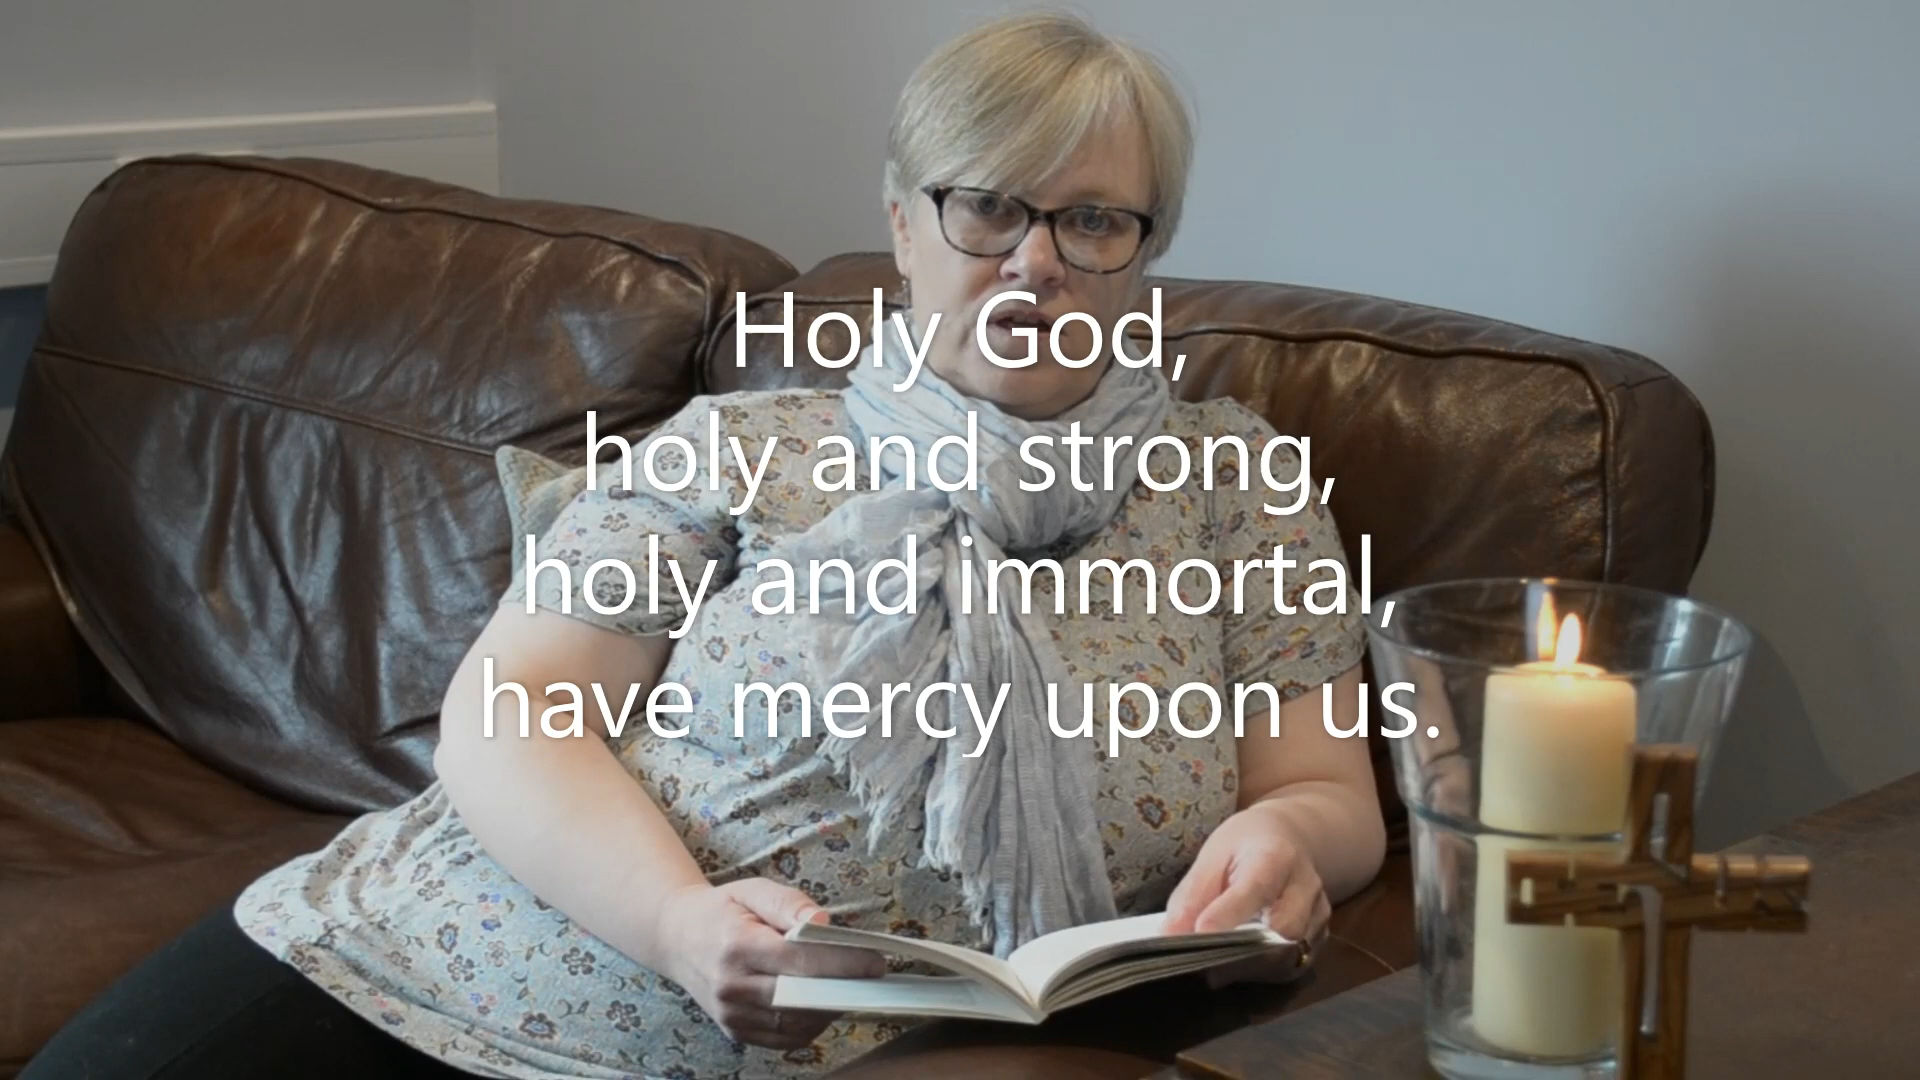 Holy God,
holy and strong,
holy and immortal,
have mercy upon us.